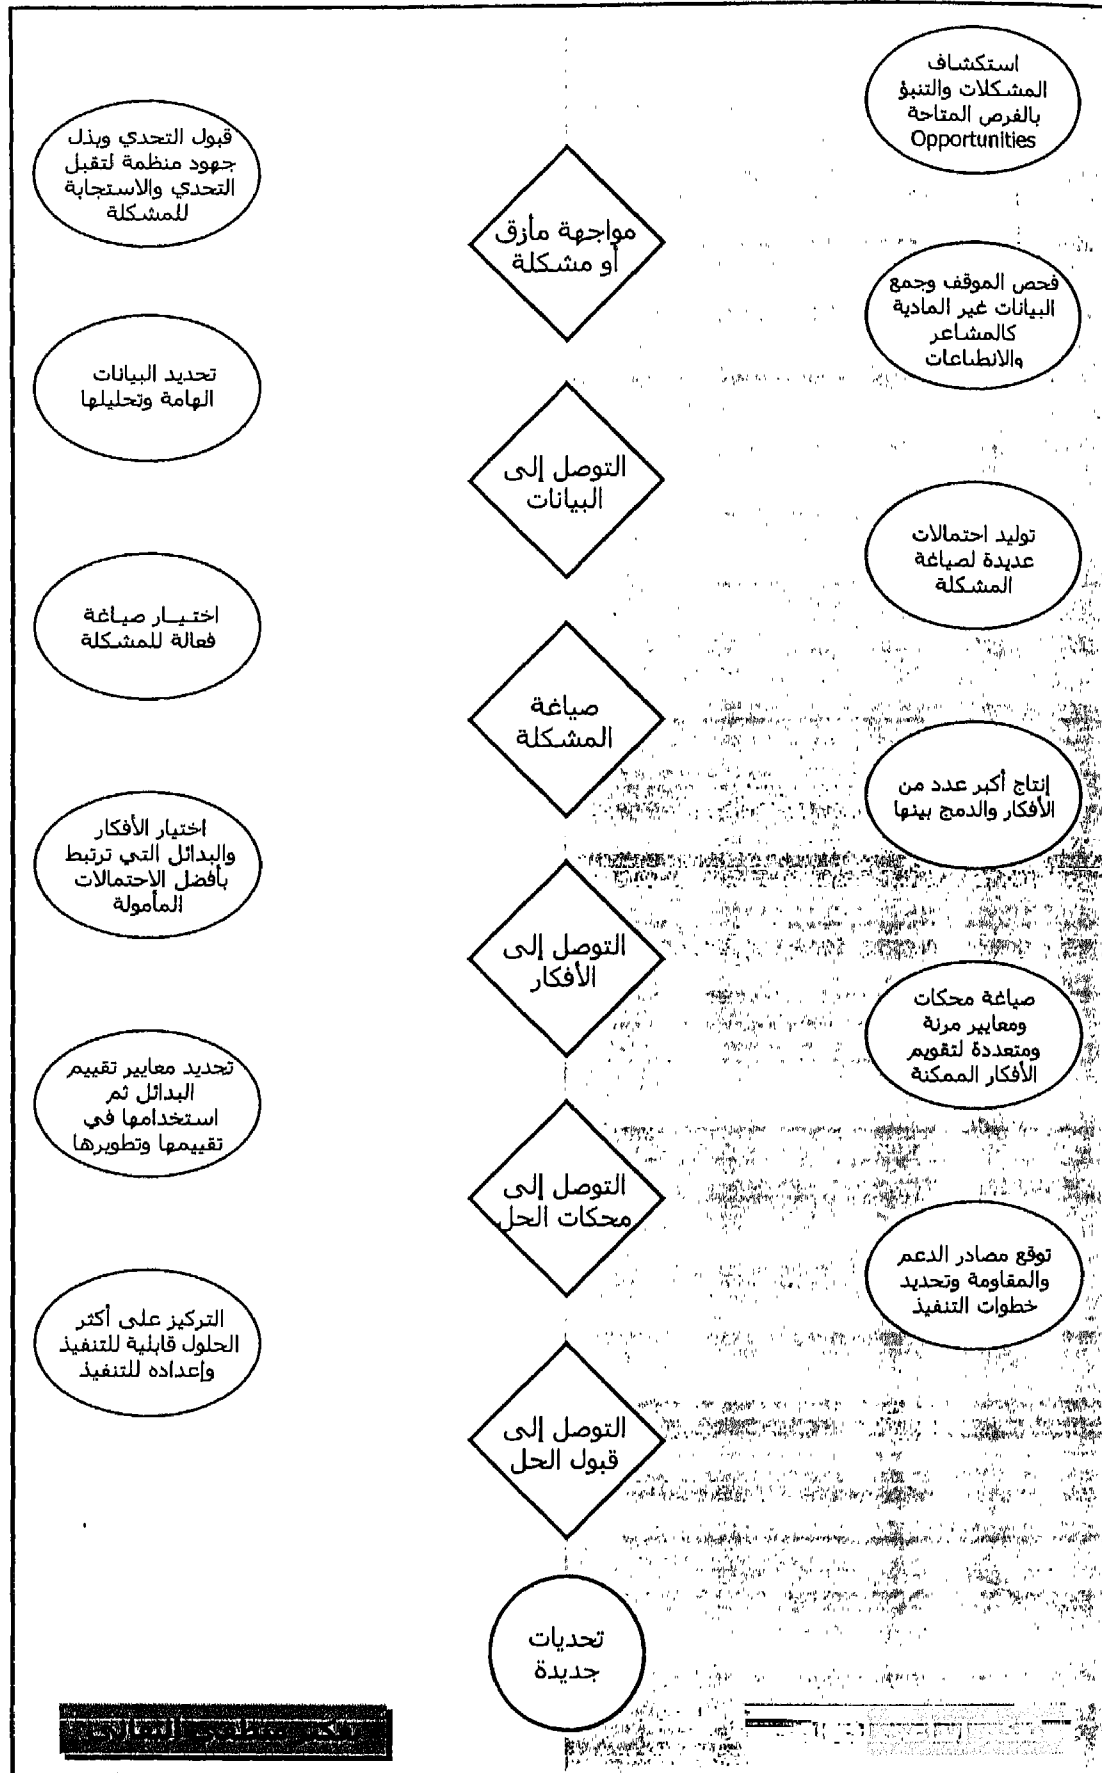 استكشاف
المشكلات والتنبؤ
بالفرص المتاحة
Opportunities
قبول التحدي وبذل
جهود منظمة لتقبل
التحدي والاستجابة
للمشكلة
مواجهة مأزق
أو مشكلة
فحص الموقف وجمع
البيانات غير المادية
كالمشاعر
والانطباعات
تحديد البيانات
الهامة وتحليلها
التوصل إلى
البيانات
توليد احتمالات
عديدة لصياغة
المشكلة
اختيار صياغة
فعالة للمشكلة
صياغة
المشكلة
إنتاج أكبر عدد من
الأفكار والدمج بينها
اختيار الأفكار
والبدائل التي ترتبط
بأفضل الاحتمالات
المأمولة
التوصل إلى
الأفكار
صياغة محكات
ومعايير مرنة
ومتعددة لتقويم
الأفكار الممكنة
تحديد معايير تقييم
البدائل ثم
استخدامها في
تقييمها وتطويرها
التوصل إلى
محكات الحل
توقع مصادر الدعم
والمقاومة وتحديد
خطوات التنفيذ
التركيز على أكثر
الحلول قابلية للتنفيذ
وإعداده للتنفيذ
التوصل إلى
قبول الحل
تحديات
جديدة